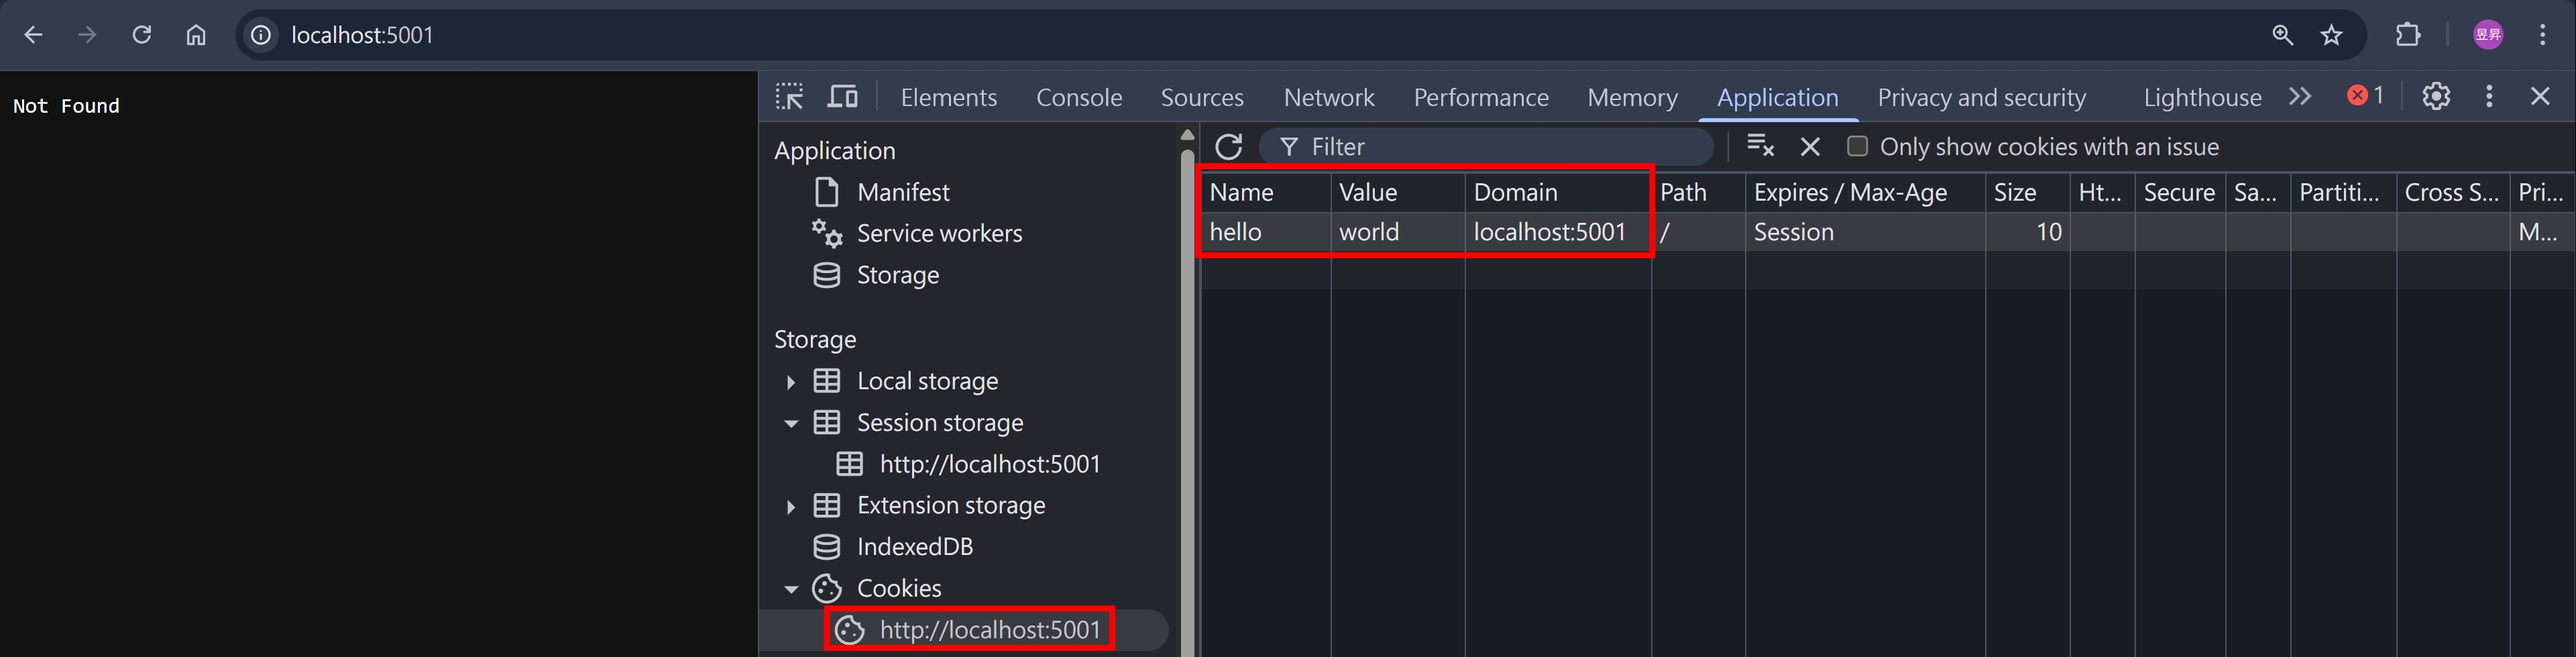 localhost:5001
昱昇
Not Found
Elements Console Sources Network Performance Memory Application Privacy and security Lighthouse 1
Application
Manifest
Service workers
Storage
Storage
Local storage
Session storage
http://localhost:5001
Extension storage
IndexedDB
Cookies
http://localhost:5001
Filter Only show cookies with an issue
Name Value Domain Path Expires / Max-Age Size Ht... Secure Sa... Partiti... Cross S... Pri...
hello world localhost:5001 / Session 10 M...